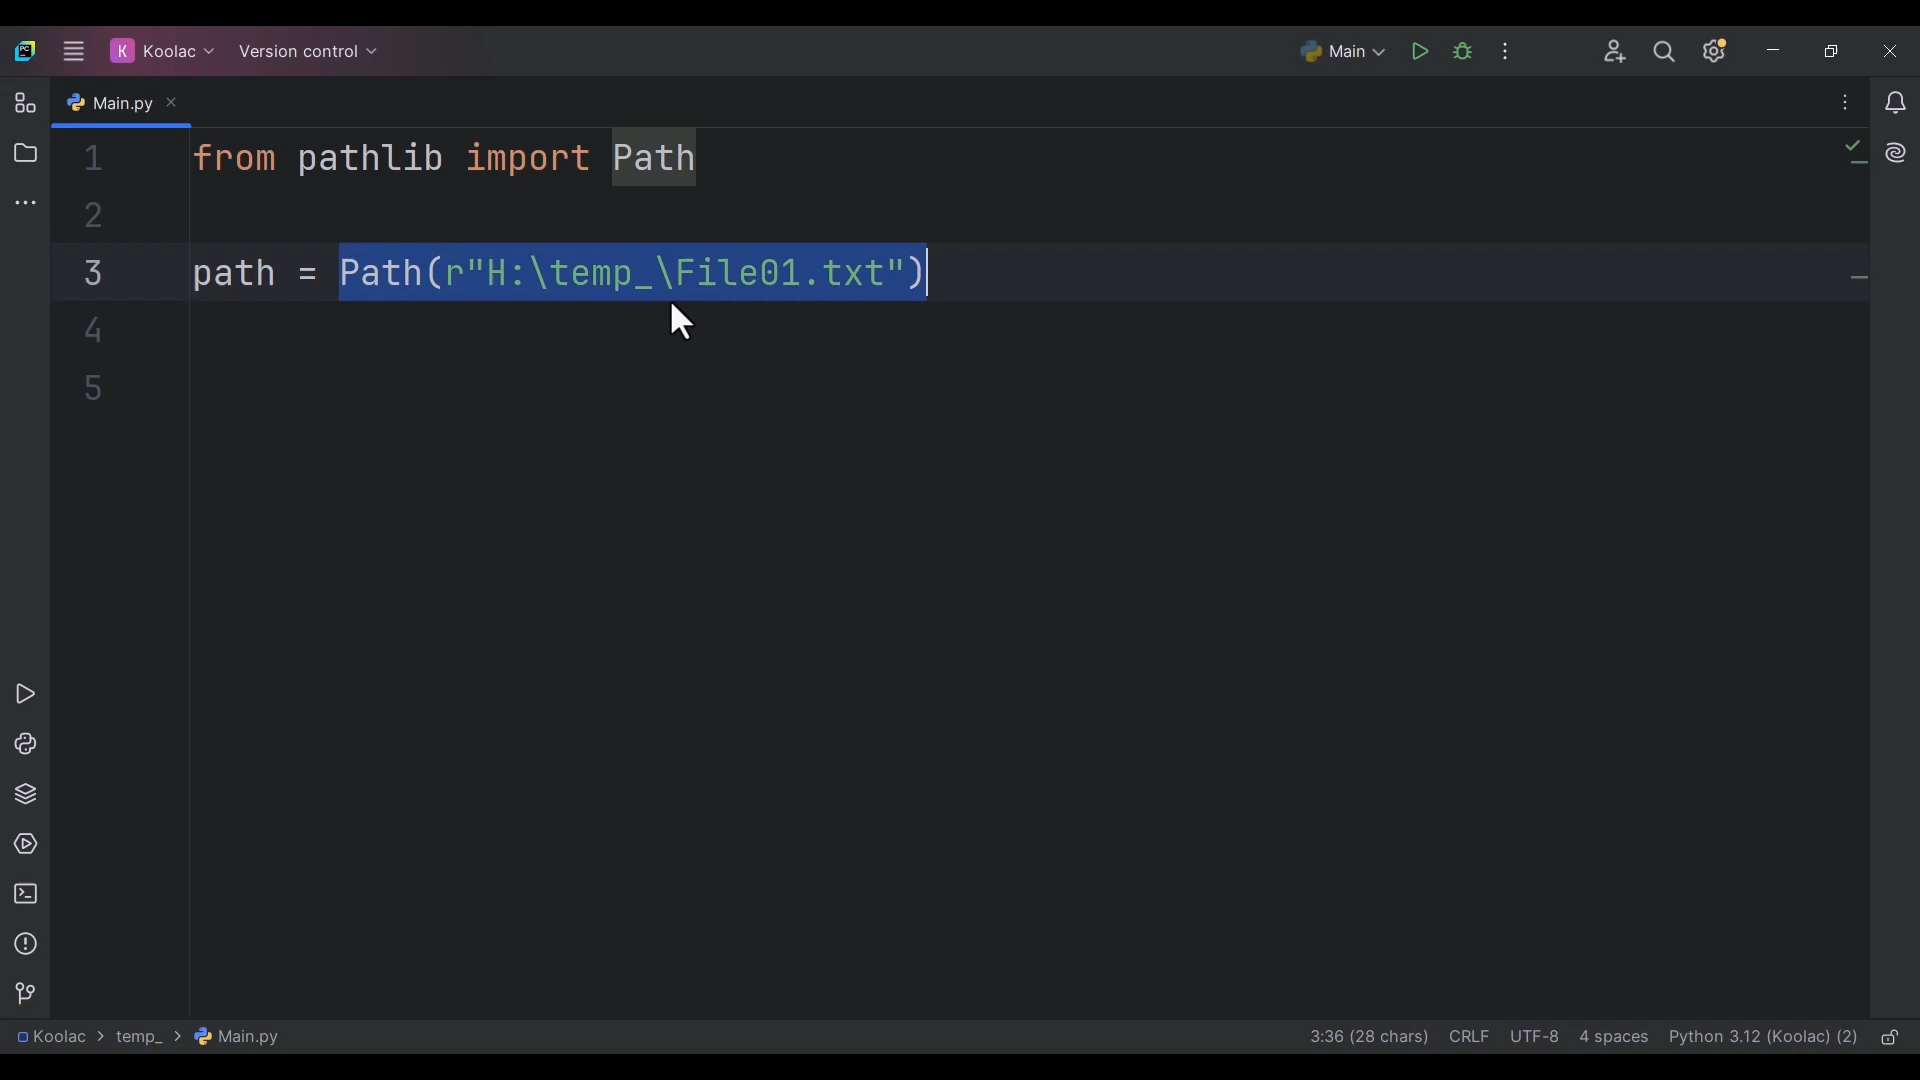 PC
K Koolac Version control Main
Main.py
1 from pathlib import Path
2
3 path = Path(r"H:\temp_\File01.txt")
4
5
Koolac > temp_ > Main.py 3:36 (28 chars) CRLF UTF-8 4 spaces Python 3.12 (Koolac) (2)